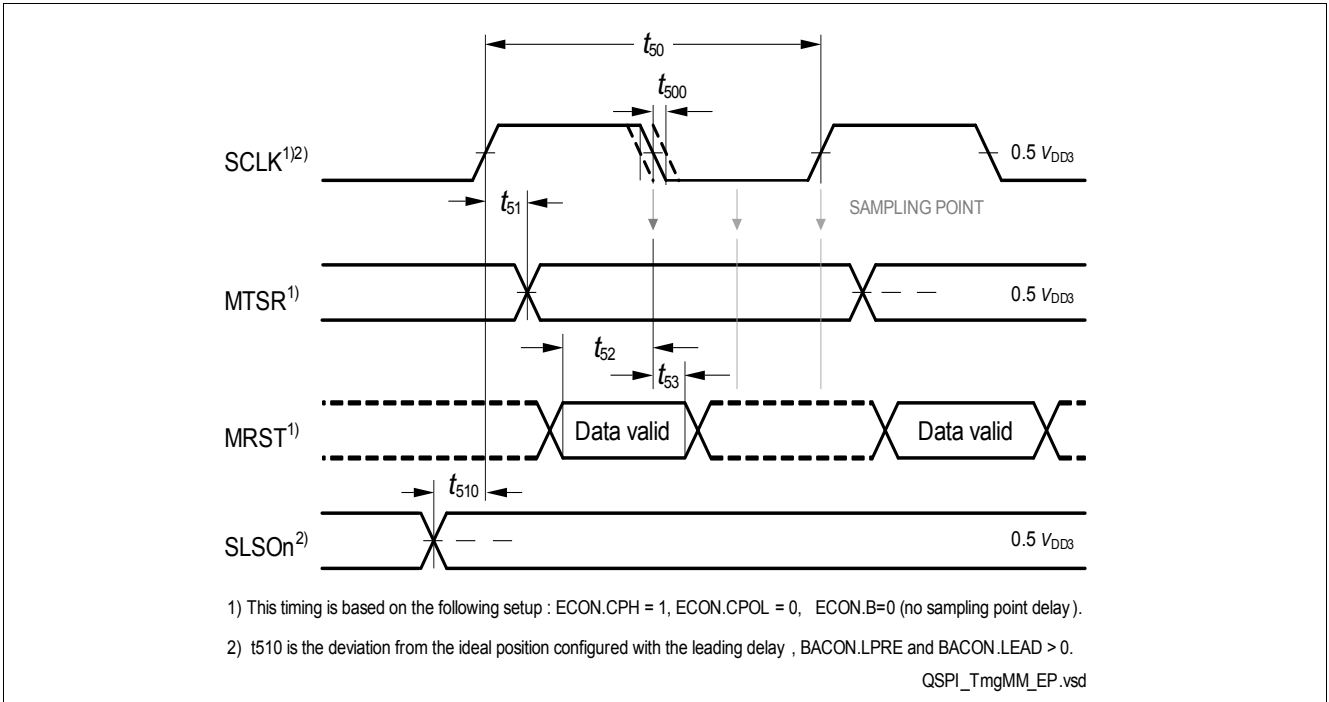 t50
t500
SCLK1)2)
0.5 VDD3
t51
SAMPLING POINT
MTSR1)
0.5 VDD3
t52
t53
MRST1)
Data valid
Data valid
t510
SLSOn2)
0.5 VDD3
1) This timing is based on the following setup : ECON.CPH = 1, ECON.CPOL = 0, ECON.B=0 (no sampling point delay ).
2) t510 is the deviation from the ideal position configured with the leading delay , BACON.LPRE and BACON.LEAD > 0.
QSPI_TmgMM_EP.vsd